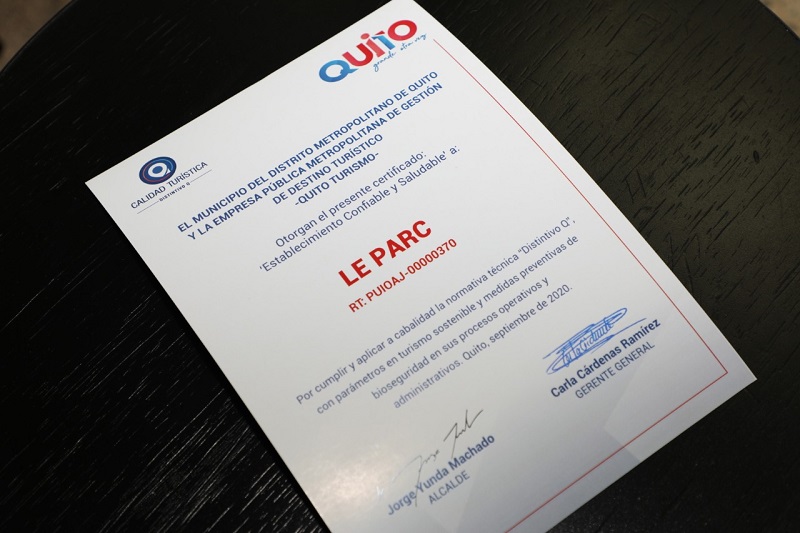 QUITO
grande otra vez
CALIDAD TURÍSTICA
DISTINTIVO Q
EL MUNICIPIO DEL DISTRITO METROPOLITANO DE QUITO
Y LA EMPRESA PÚBLICA METROPOLITANA DE GESTIÓN
DE DESTINO TURÍSTICO
-QUITO TURISMO-
Otorgan el presente certificado:
'Establecimiento Confiable y Saludable' a:
LE PARC
RT: PUIOAJ-00000370
Por cumplir y aplicar a cabalidad la normativa técnica "Distintivo Q",
con parámetros en turismo sostenible y medidas preventivas de
bioseguridad en sus procesos operativos y
administrativos. Quito, septiembre de 2020.
Carla Cárdenas Ramírez
GERENTE GENERAL
Jorge Yunda Machado
ALCALDE